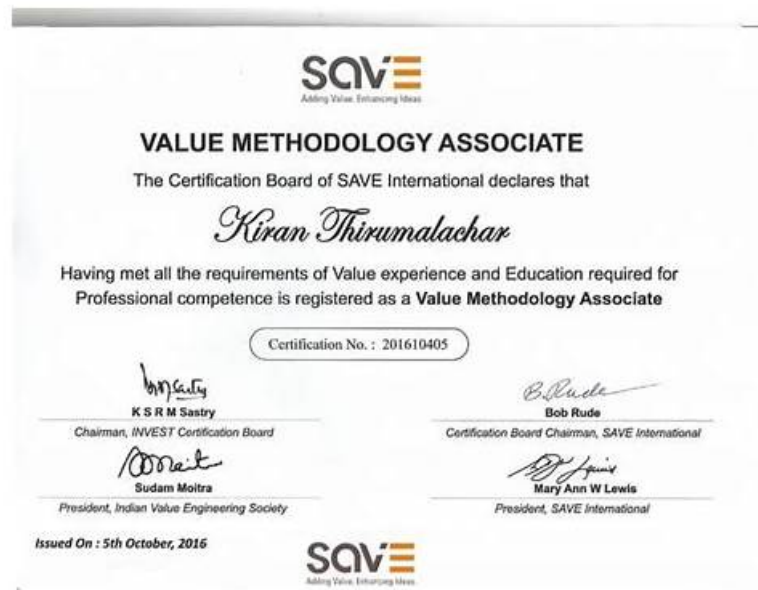 SAVE
Adding Value. Enhancing Ideas.
VALUE METHODOLOGY ASSOCIATE
The Certification Board of SAVE International declares that
Kiran Thirumalachar
Having met all the requirements of Value experience and Education required for
Professional competence is registered as a Value Methodology Associate
Certification No. : 201610405
K S R M Sastry
Chairman, INVEST Certification Board
Bob Rude
Certification Board Chairman, SAVE International
Sudam Moitra
President, Indian Value Engineering Society
Mary Ann W Lewis
President, SAVE International
Issued On : 5th October, 2016
SAVE
Adding Value. Enhancing Ideas.